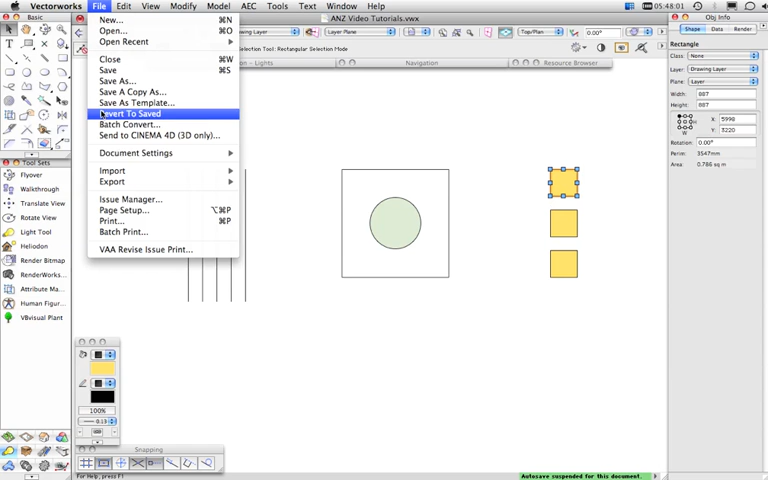 Vectorworks File Edit View Modify Model AEC Tools Text Window Help 05:48:01
ANZ Video Tutorials.vwx
Basic
New... ⌘N
Open... ⌘O
Open Recent
Close ⌘W
Save ⌘S
Save As...
Save A Copy As...
Save As Template...
Revert To Saved
Batch Convert...
Send to CINEMA 4D (3D only)...
Document Settings
Import
Export
Issue Manager...
Page Setup... ⌥⌘P
Print... ⌘P
Batch Print...
VAA Revise Issue Print...
Drawing Layer
Layer Plane
Top/Plan
0.00°
Selection Tool: Rectangular Selection Mode
- Lights
Navigation
Resource Browser
Tool Sets
Flyover
Walkthrough
Translate View
Rotate View
Light Tool
Heliodon
Render Bitmap
RenderWorks...
Attribute Ma...
Human Figur...
VBvisual Plant
100%
0.13
Snapping
For Help, press F1
Autosave suspended for this document.
Obj Info
Shape Data Render
Rectangle
Class: None
Layer: Drawing Layer
Plane: Layer
Width: 887
Height: 887
X: 5998
Y: 3220
Rotation: 0.00°
Perim: 3547mm
Area: 0.786 sq m